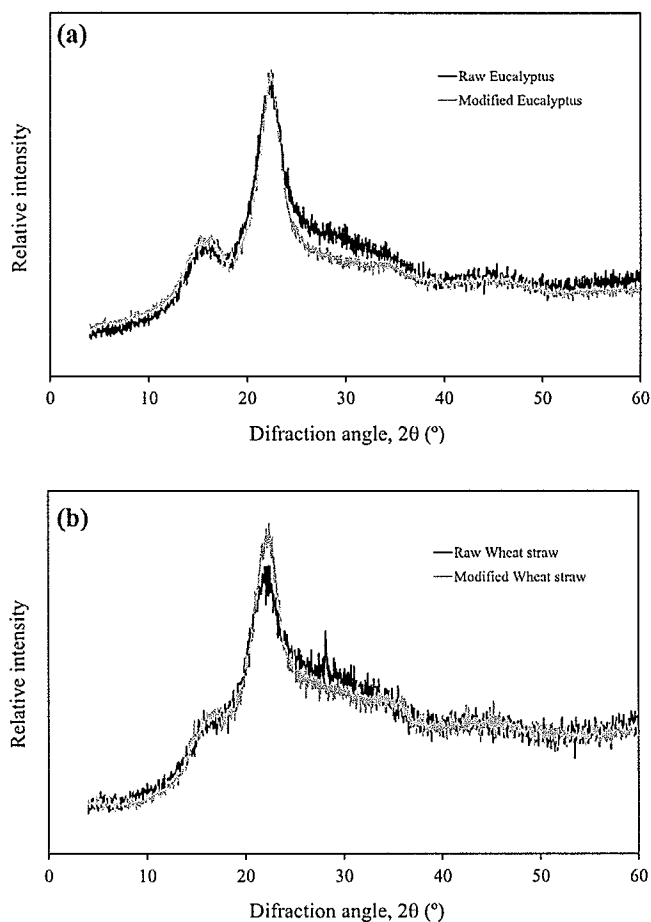 (a)
Raw Eucalyptus
Modified Eucalyptus
Relative intensity
0 10 20 30 40 50 60
Difraction angle, 2θ (°)
(b)
Raw Wheat straw
Modified Wheat straw
Relative intensity
0 10 20 30 40 50 60
Difraction angle, 2θ (°)